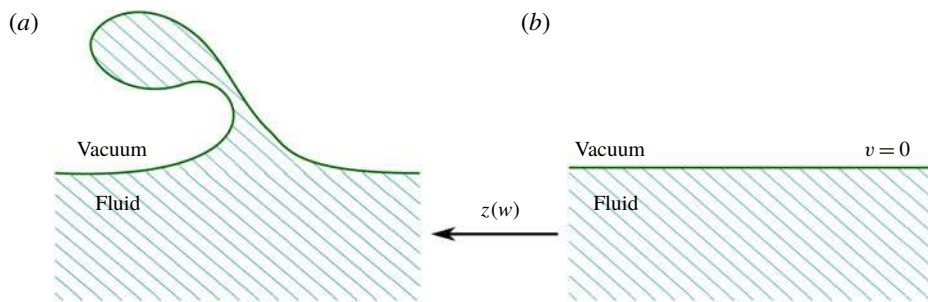 (a)
(b)
Vacuum
Fluid
z(w)
Vacuum
v = 0
Fluid